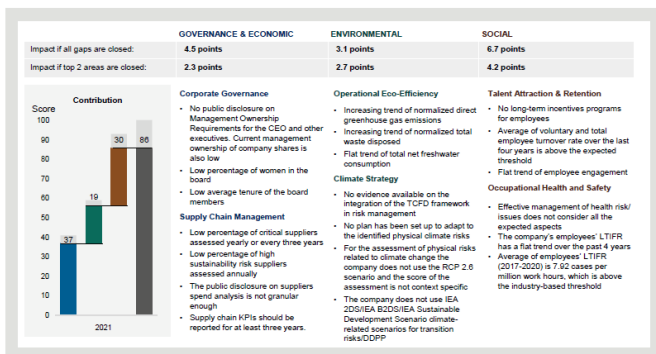 GOVERNANCE & ECONOMIC ENVIRONMENTAL SOCIAL
Impact if all gaps are closed: 4.5 points 3.1 points 6.7 points
Impact if top 2 areas are closed: 2.3 points 2.7 points 4.2 points
Contribution
Score
100
90
80
70
60
50
40
30
20
10
0
37
19
30
86
2021
Corporate Governance
• No public disclosure on
Management Ownership
Requirements for the CEO and other
executives. Current management
ownership of company shares is
also low
• Low percentage of women in the
board
• Low average tenure of the board
members
Supply Chain Management
• Low percentage of critical suppliers
assessed yearly or every three years
• Low percentage of high
sustainability risk suppliers
assessed annually
• The public disclosure on suppliers
spend analysis is not granular
enough
• Supply chain KPIs should be
reported for at least three years.
Operational Eco-Efficiency
• Increasing trend of normalized direct
greenhouse gas emissions
• Increasing trend of normalized total
waste disposed
• Flat trend of total net freshwater
consumption
Climate Strategy
• No evidence available on the
integration of the TCFD framework
in risk management
• No plan has been set up to adapt to
the identified physical climate risks
• For the assessment of physical risks
related to climate change the
company does not use the RCP 2.6
scenario and the score of the
assessment is not context specific
• The company does not use IEA
2DS/IEA B2DS/IEA Sustainable
Development Scenario climate-
related scenarios for transition
risks/DDPP
Talent Attraction & Retention
• No long-term incentives programs
for employees
• Average of voluntary and total
employee turnover rate over the last
four years is above the expected
threshold
• Flat trend of employee engagement
Occupational Health and Safety
• Effective management of health risk/
issues does not consider all the
expected aspects
• The company's employees' LTIFR
has a flat trend over the past 4 years
• Average of employees' LTIFR
(2017-2020) is 7.92 cases per
million work hours, which is above
the industry-based threshold